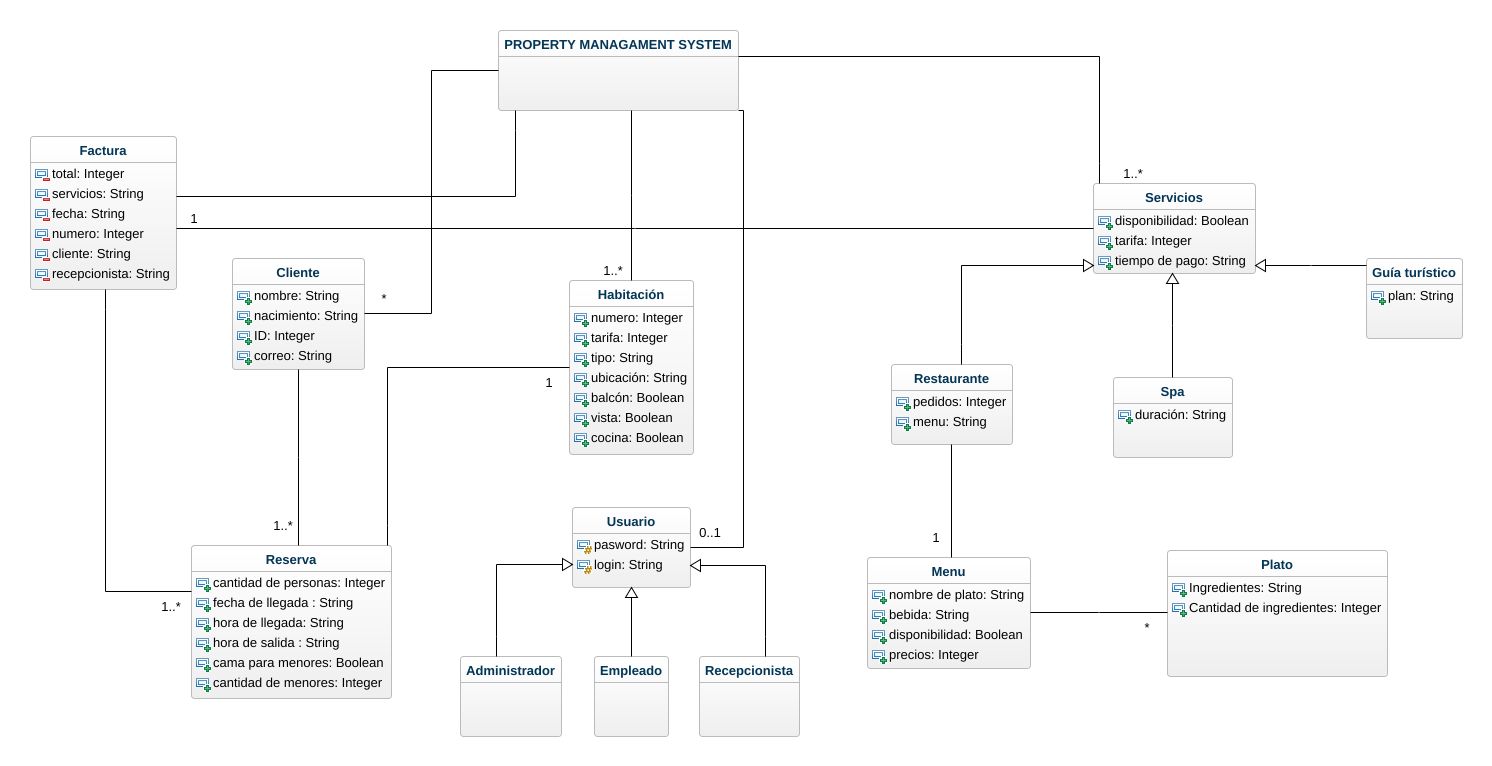 PROPERTY MANAGAMENT SYSTEM
Factura
total: Integer
servicios: String
fecha: String
numero: Integer
cliente: String
recepcionista: String
1
Cliente
nombre: String
nacimiento: String
ID: Integer
correo: String
*
1..*
Habitación
numero: Integer
tarifa: Integer
tipo: String
ubicación: String
balcón: Boolean
vista: Boolean
cocina: Boolean
1
1..*
Servicios
disponibilidad: Boolean
tarifa: Integer
tiempo de pago: String
Guía turístico
plan: String
Restaurante
pedidos: Integer
menu: String
Spa
duración: String
1..*
Reserva
cantidad de personas: Integer
fecha de llegada : String
hora de llegada: String
hora de salida : String
cama para menores: Boolean
cantidad de menores: Integer
1..*
Usuario
pasword: String
login: String
0..1
Administrador
Empleado
Recepcionista
1
Menu
nombre de plato: String
bebida: String
disponibilidad: Boolean
precios: Integer
*
Plato
Ingredientes: String
Cantidad de ingredientes: Integer